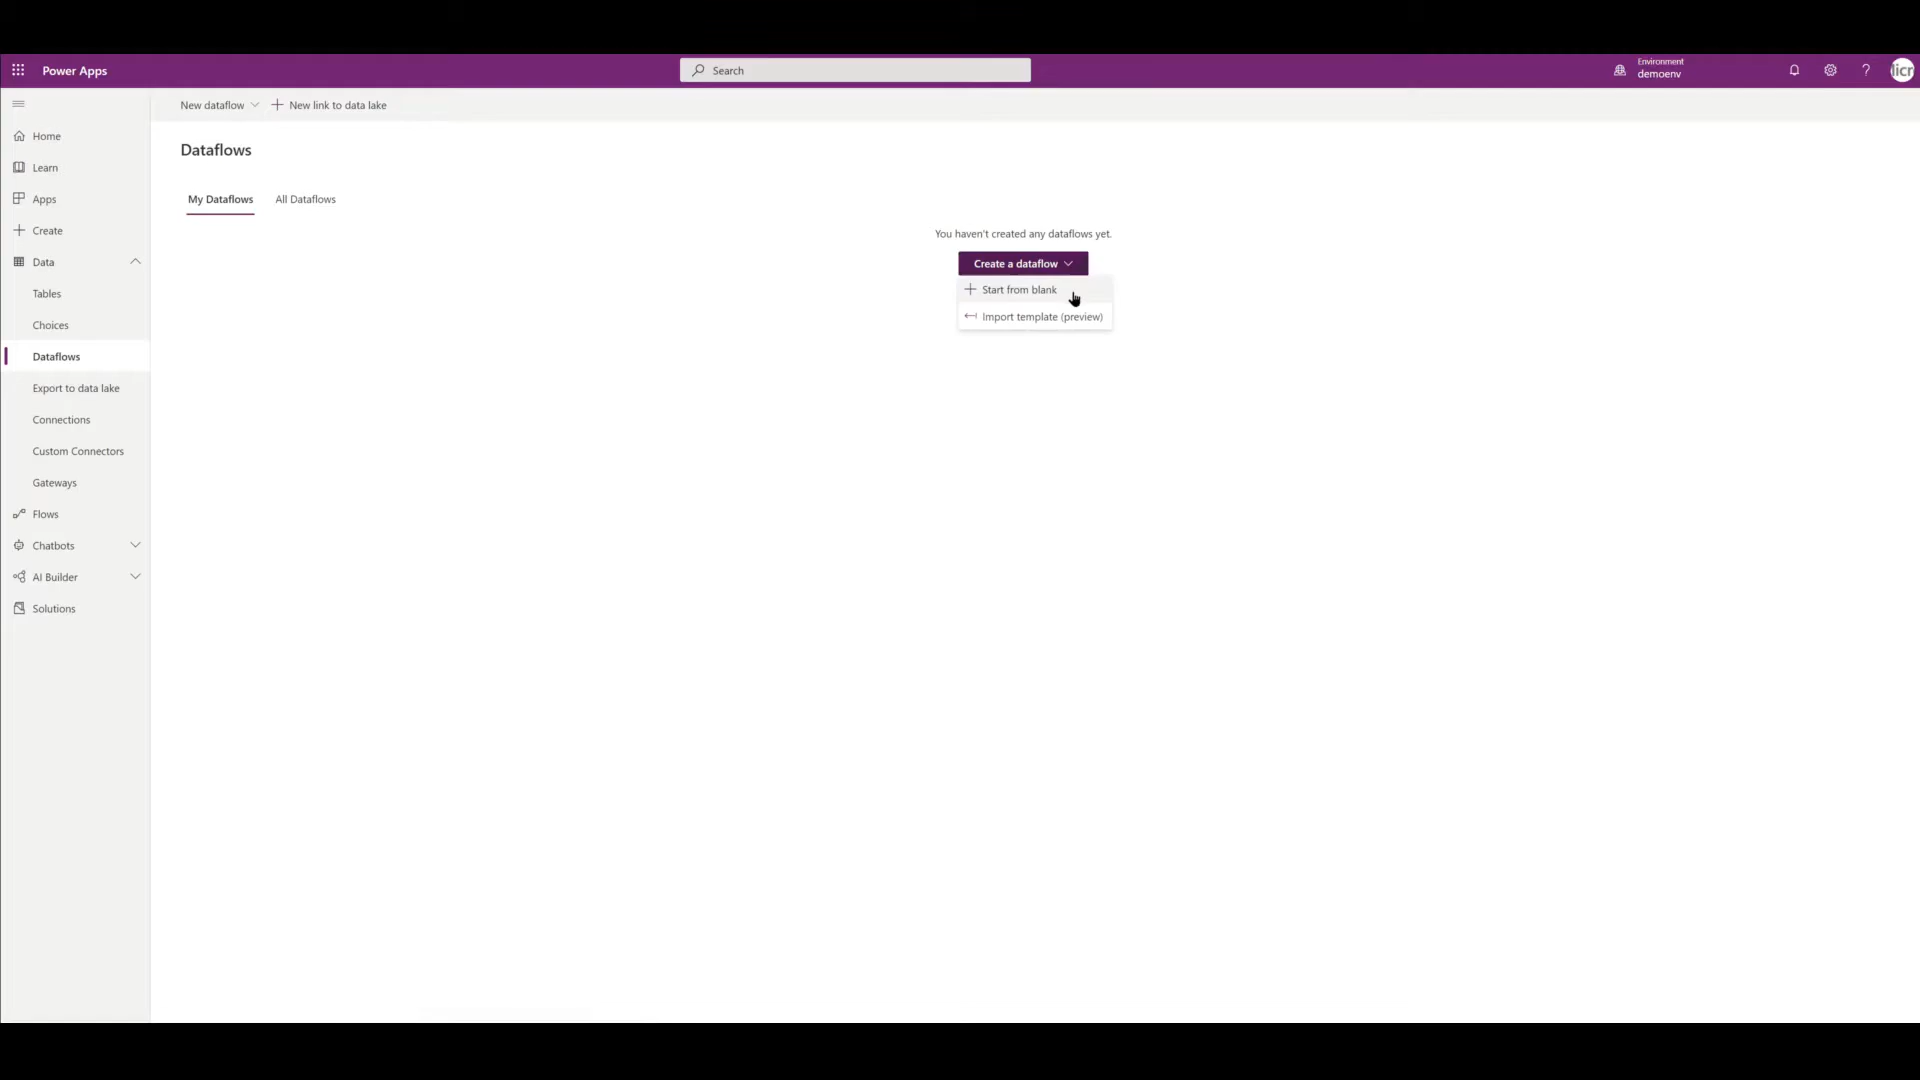 Power Apps
Search
Environment
demoenv
New dataflow
New link to data lake
Home
Learn
Apps
Create
Data
Tables
Choices
Dataflows
Export to data lake
Connections
Custom Connectors
Gateways
Flows
Chatbots
AI Builder
Solutions
Dataflows
My Dataflows
All Dataflows
You haven't created any dataflows yet.
Create a dataflow
Start from blank
Import template (preview)